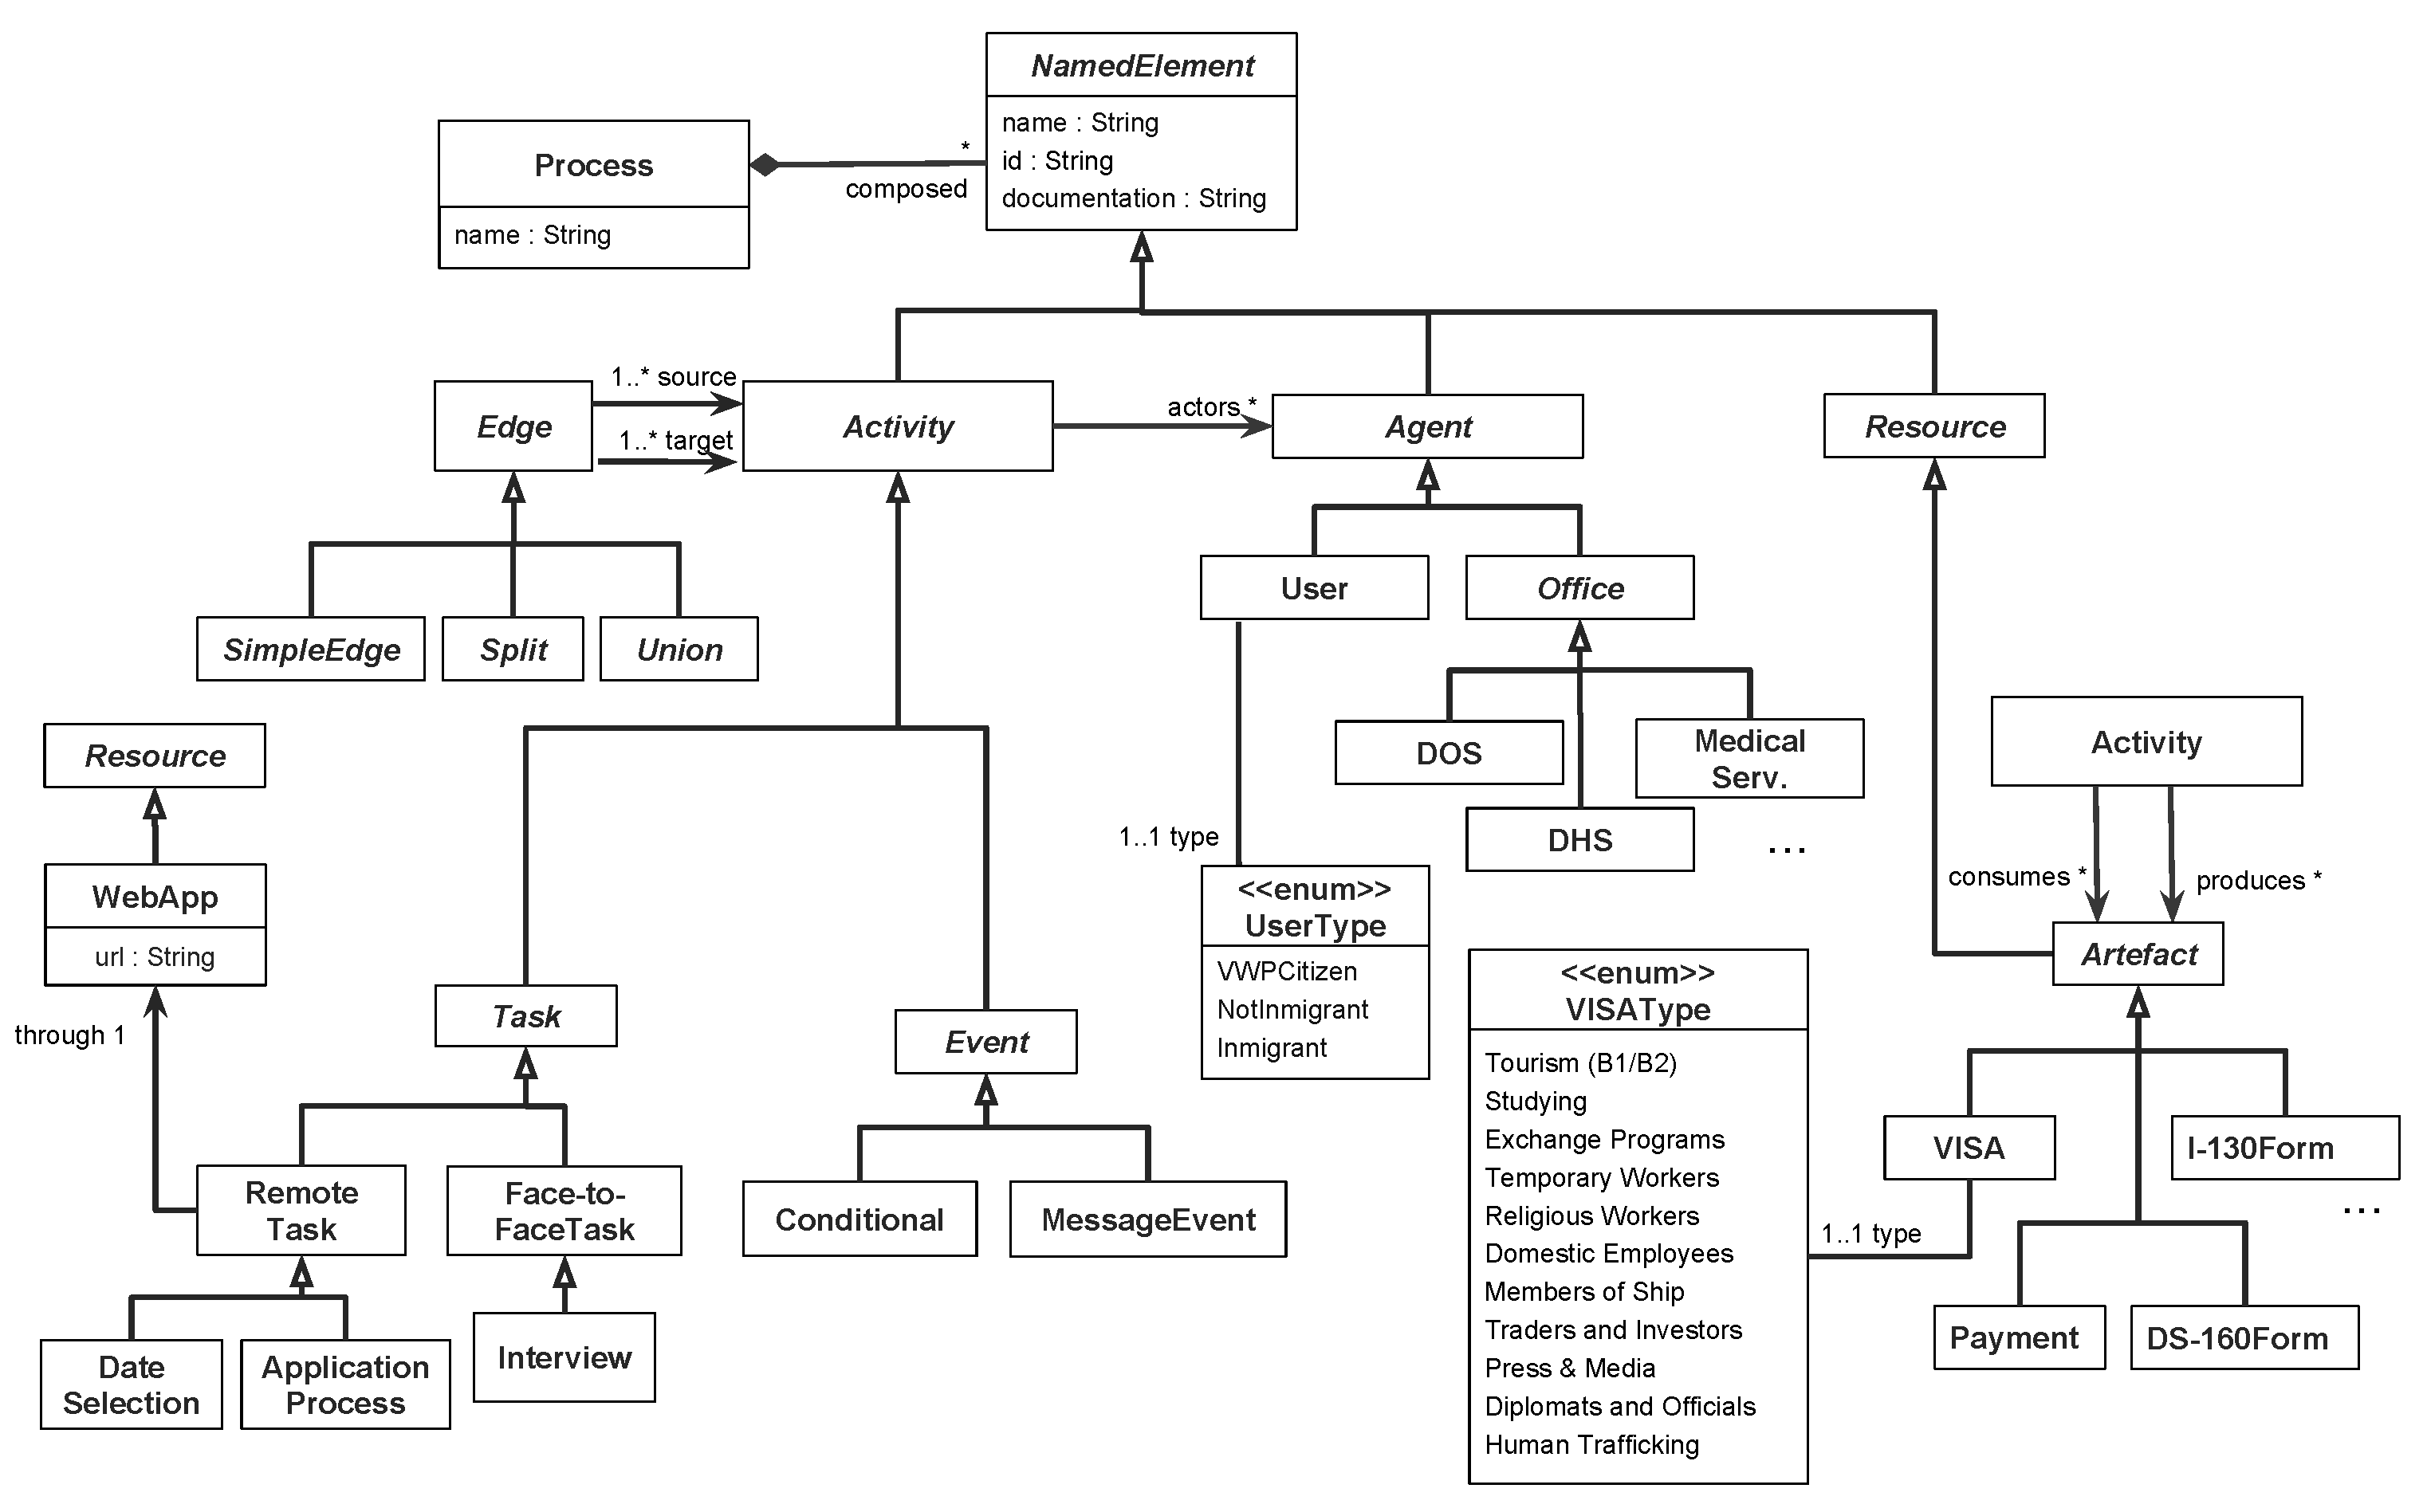 NamedElement
name : String
id : String
documentation : String
Process
name : String
*
composed
Edge
1..* source
1..* target
Activity
actors *
Agent
Resource
User
Office
SimpleEdge
Split
Union
DOS
Medical
Serv.
DHS
...
Activity
consumes *
produces *
Resource
WebApp
url : String
through 1
1..1 type
<<enum>>
UserType
VWPCitizen
NotInmigrant
Inmigrant
Artefact
<<enum>>
VISAType
Tourism (B1/B2)
Studying
Exchange Programs
Temporary Workers
Religious Workers
Domestic Employees
Members of Ship
Traders and Investors
Press & Media
Diplomats and Officials
Human Trafficking
Task
Event
VISA
I-130Form
...
1..1 type
Remote
Task
Face-to-
FaceTask
Conditional
MessageEvent
Payment
DS-160Form
Date
Selection
Application
Process
Interview